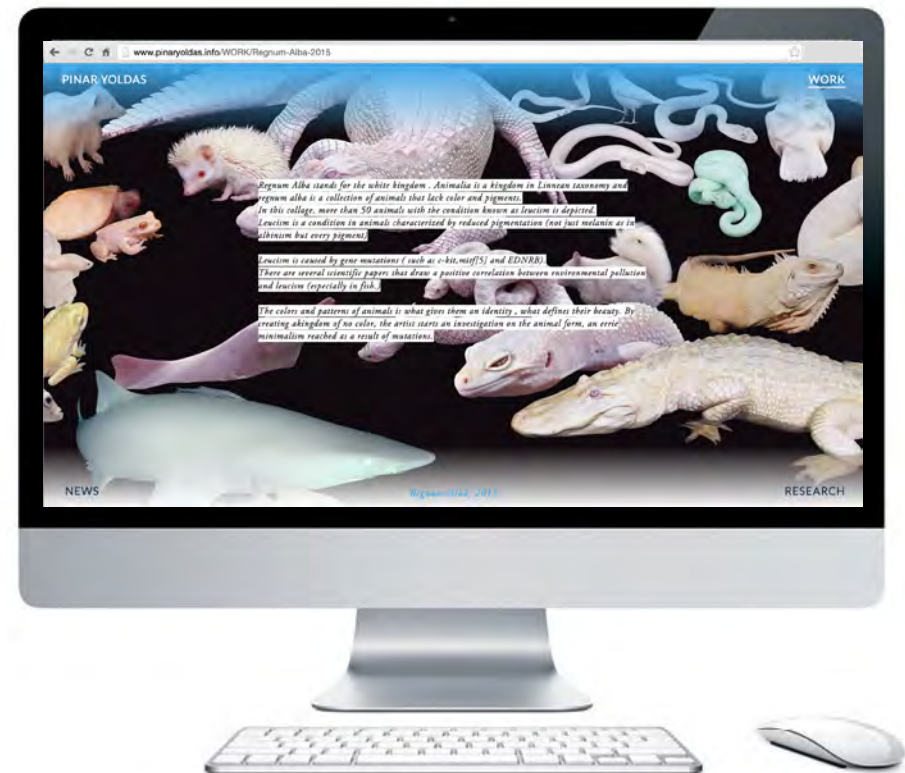 www.pinaryoldas.info/WORK/Regnum-Alba-2015
PINAR YOLDAS
WORK
Regnum Alba stands for the white kingdom . Animalia is a kingdom in Linnean taxonomy and
regnum alba is a collection of animals that lack color and pigments.
In this collage, more than 50 animals with the condition known as leucism is depicted.
Leucism is a condition in animals characterized by reduced pigmentation (not just melanin as in
albinism but every pigment)
Leucism is caused by gene mutations ( such as c-kit,mitf[5] and EDNRB).
There are several scientific papers that draw a positive correlation between environmental pollution
and leucism (especially in fish.)
The colors and patterns of animals is what gives them an identity , what defines their beauty. By
creating akingdom of no color, the artist starts an investigation on the animal form, an eerie
minimalism reached as a result of mutations.
NEWS
2015
RESEARCH